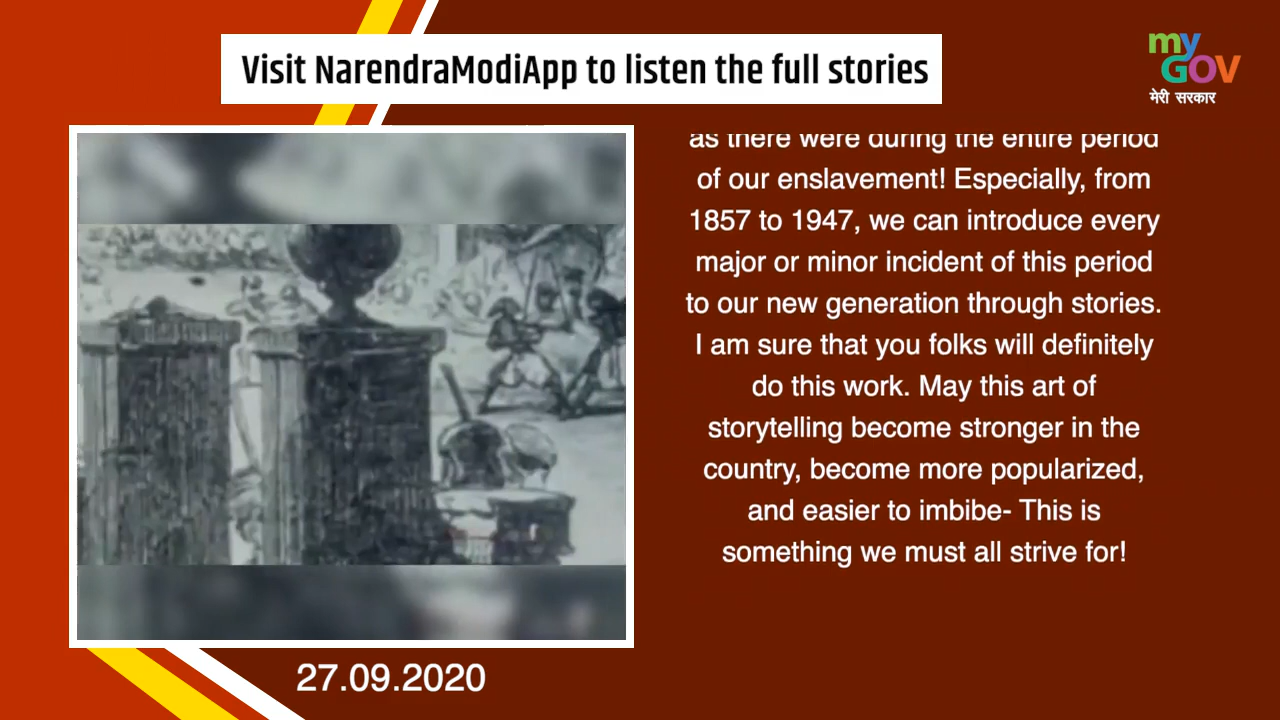 Visit NarendraModiApp to listen the full stories
my
GOV
मेरी सरकार
as there were during the entire period
of our enslavement! Especially, from
1857 to 1947, we can introduce every
major or minor incident of this period
to our new generation through stories.
I am sure that you folks will definitely
do this work. May this art of
storytelling become stronger in the
country, become more popularized,
and easier to imbibe- This is
something we must all strive for!
27.09.2020